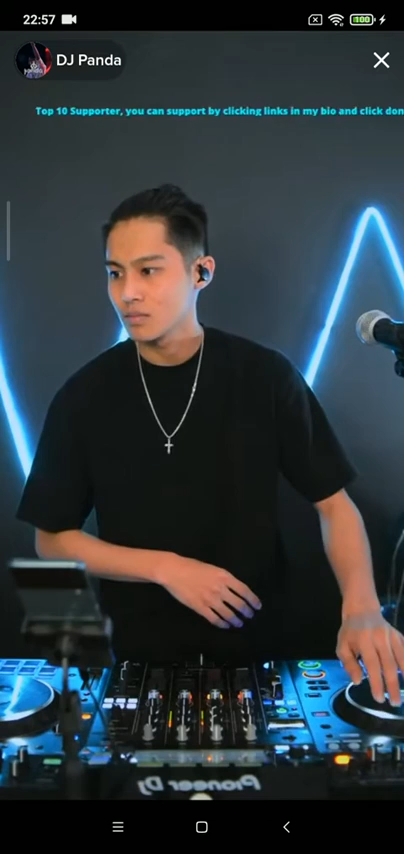 22:57
100
DJ Panda
Top 10 Supporter, you can support by clicking links in my bio and click don
Pioneer Dj